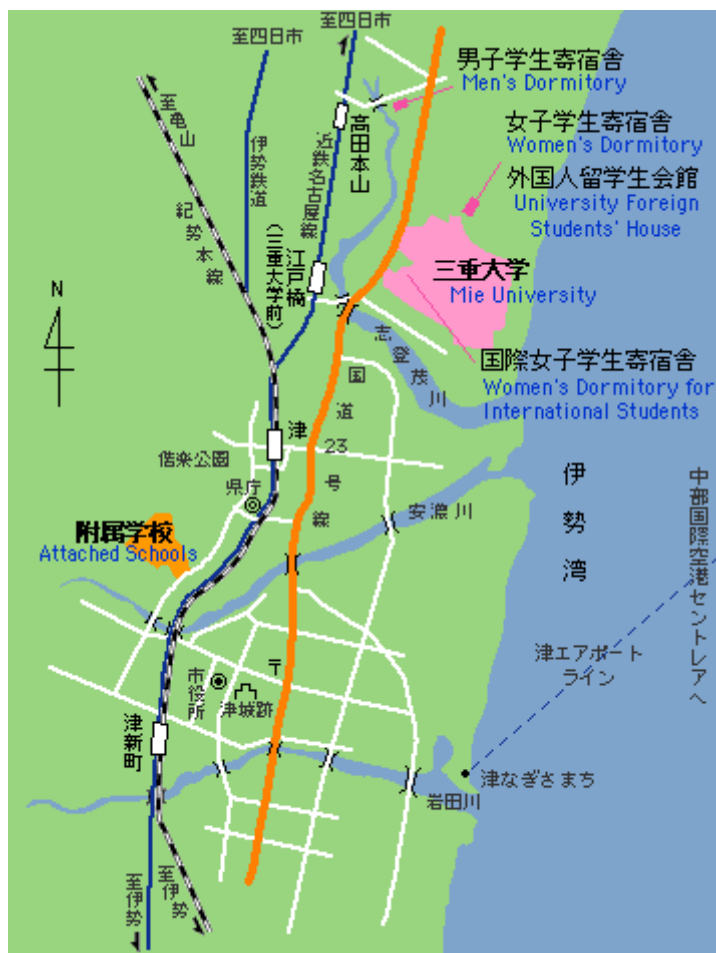 至四日市
至四日市
男子学生寄宿舎
Men's Dormitory
至亀山
伊勢鉄道
近鉄名古屋線
高田本山
女子学生寄宿舎
Women's Dormitory
外国人留学生会館
University Foreign
Students' House
紀勢本線
江戸橋
(三重大学前)
三重大学
Mie University
N
志登茂川
国際女子学生寄宿舎
Women's Dormitory for
International Students
国道23号線
津
偕楽公園
県庁
安濃川
伊勢湾
中部国際空港セントレアへ
附属学校
Attached Schools
津エアポート
ライン
〒
市役所
津城跡
津新町
津なぎさまち
岩田川
至伊勢
至伊勢